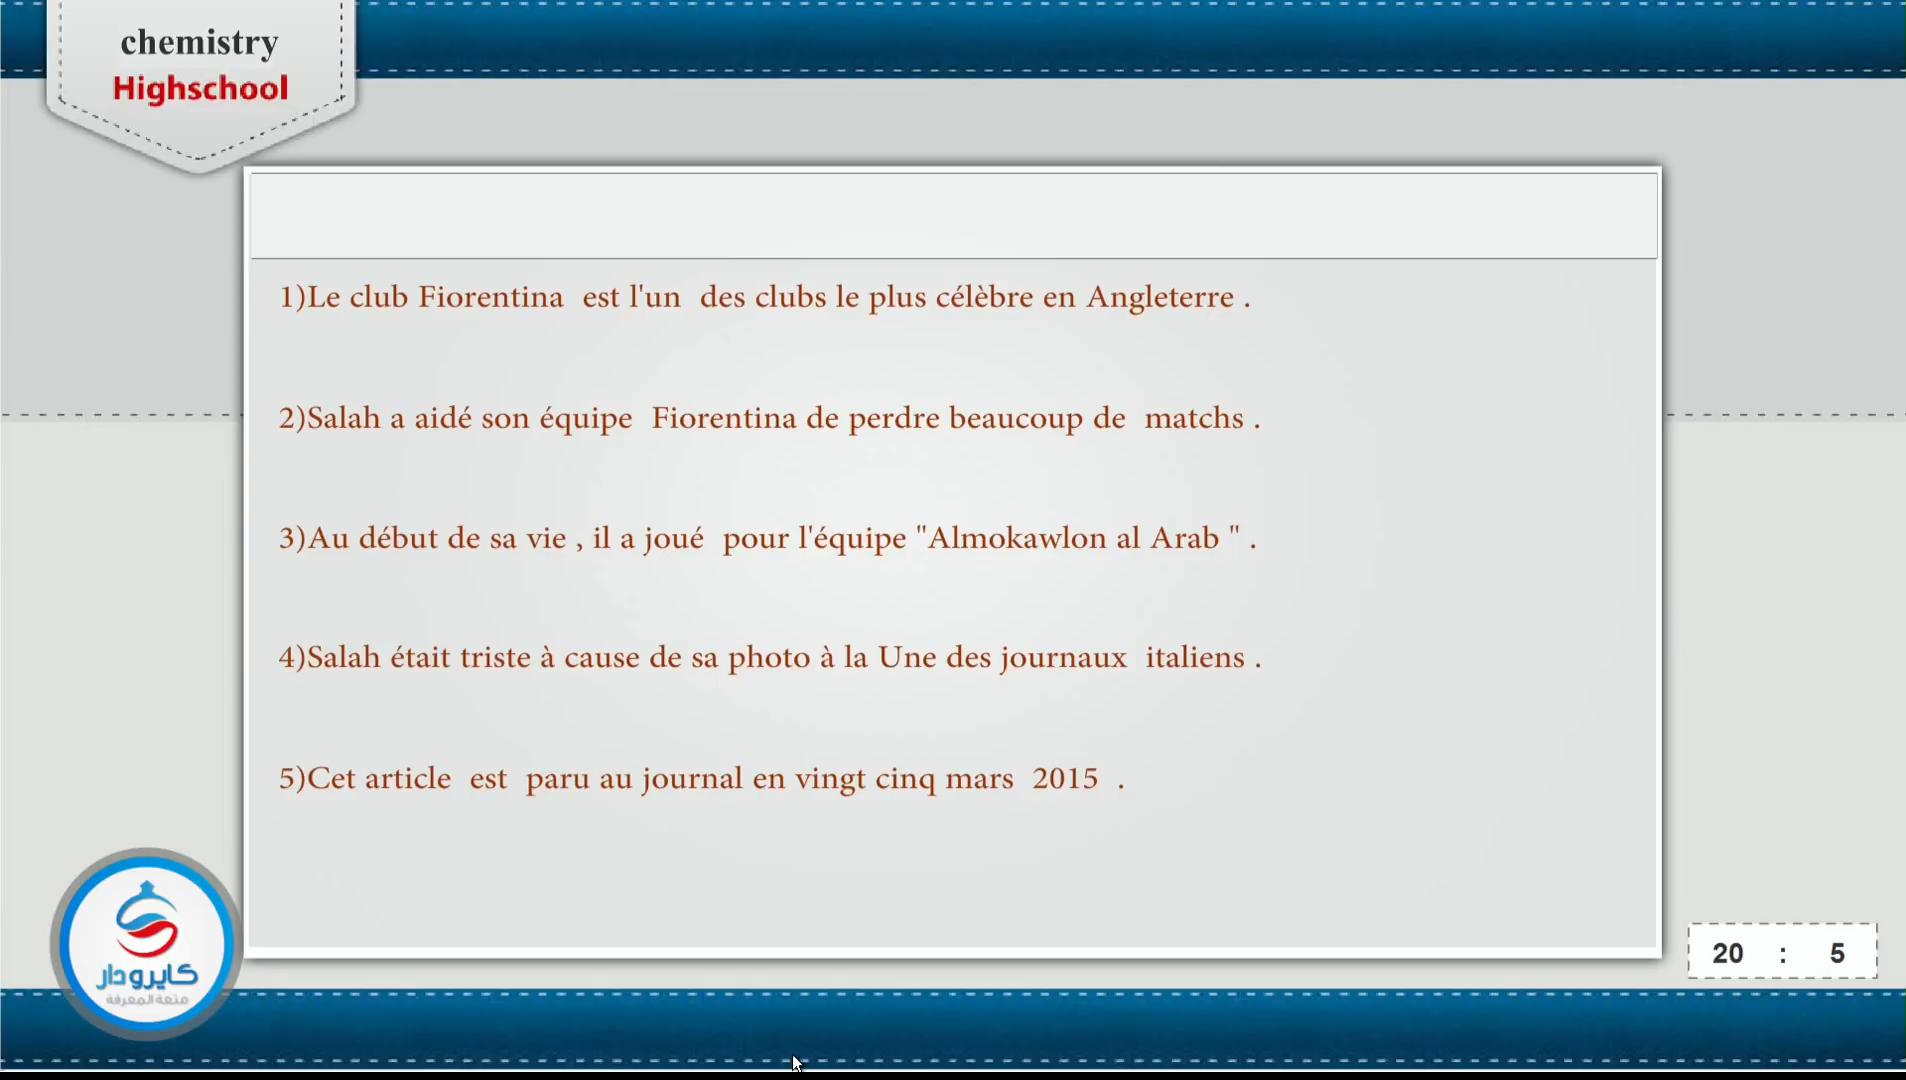 chemistry
Highschool
1)Le club Fiorentina est l'un des clubs le plus célèbre en Angleterre .
2)Salah a aidé son équipe Fiorentina de perdre beaucoup de matchs .
3)Au début de sa vie , il a joué pour l'équipe "Almokawlon al Arab " .
4)Salah était triste à cause de sa photo à la Une des journaux italiens .
5)Cet article est paru au journal en vingt cinq mars 2015 .
كايرودار
متعة المعرفة
20 : 5